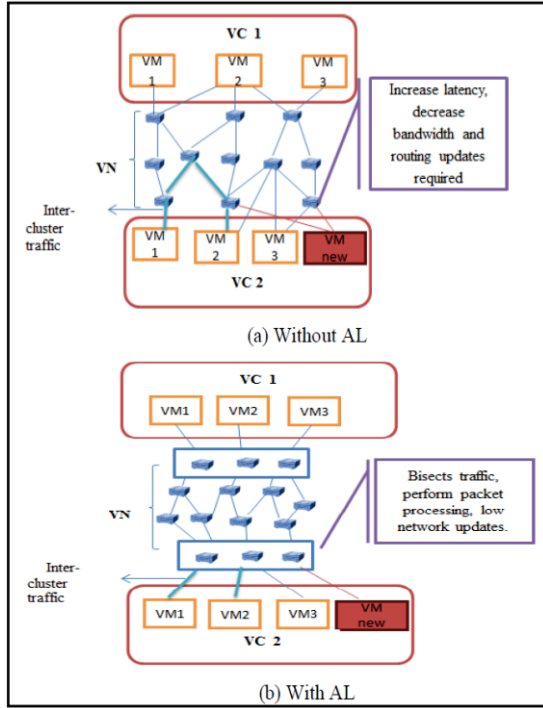 VC 1
VM
1
VM
2
VM
3
Increase latency,
decrease
bandwidth and
routing updates
required
VN
Inter-
cluster
traffic
VM
1
VM
2
VM
3
VM
new
VC 2
(a) Without AL
VC 1
VM1
VM2
VM3
Bisects traffic,
perform packet
processing, low
network updates.
VN
Inter-
cluster
traffic
VM1
VM2
VM3
VM
new
VC 2
(b) With AL